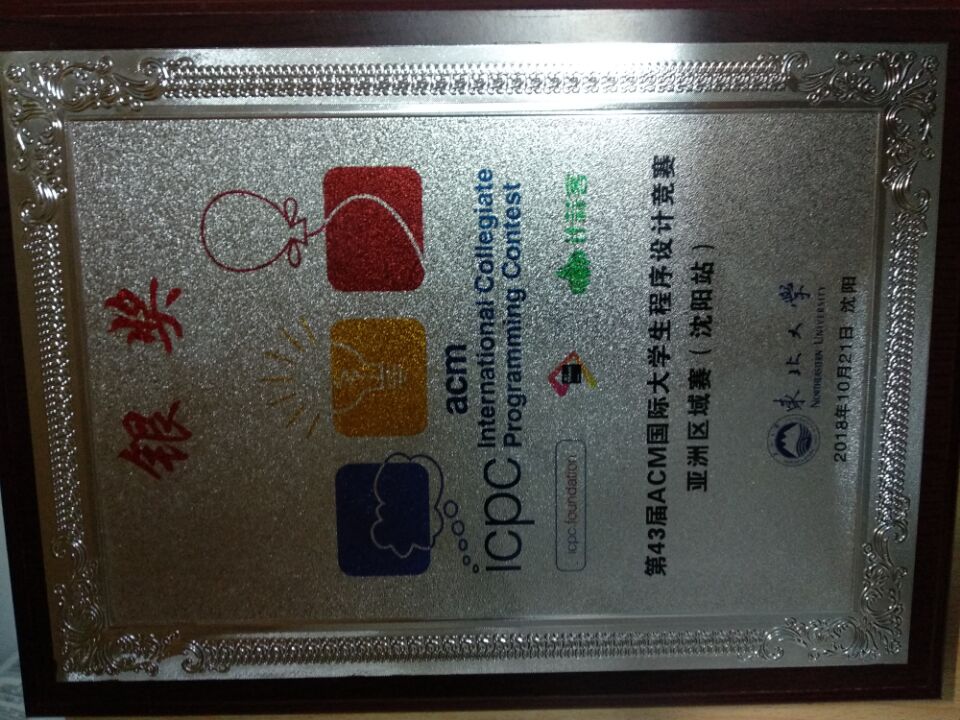 银奖
acm
International Collegiate
icpc Programming Contest
icpc.foundation
计蒜客
第43届ACM国际大学生程序设计竞赛
亚洲区域赛（沈阳站）
東北大學
NORTHEASTERN UNIVERSITY
2018年10月21日 沈阳